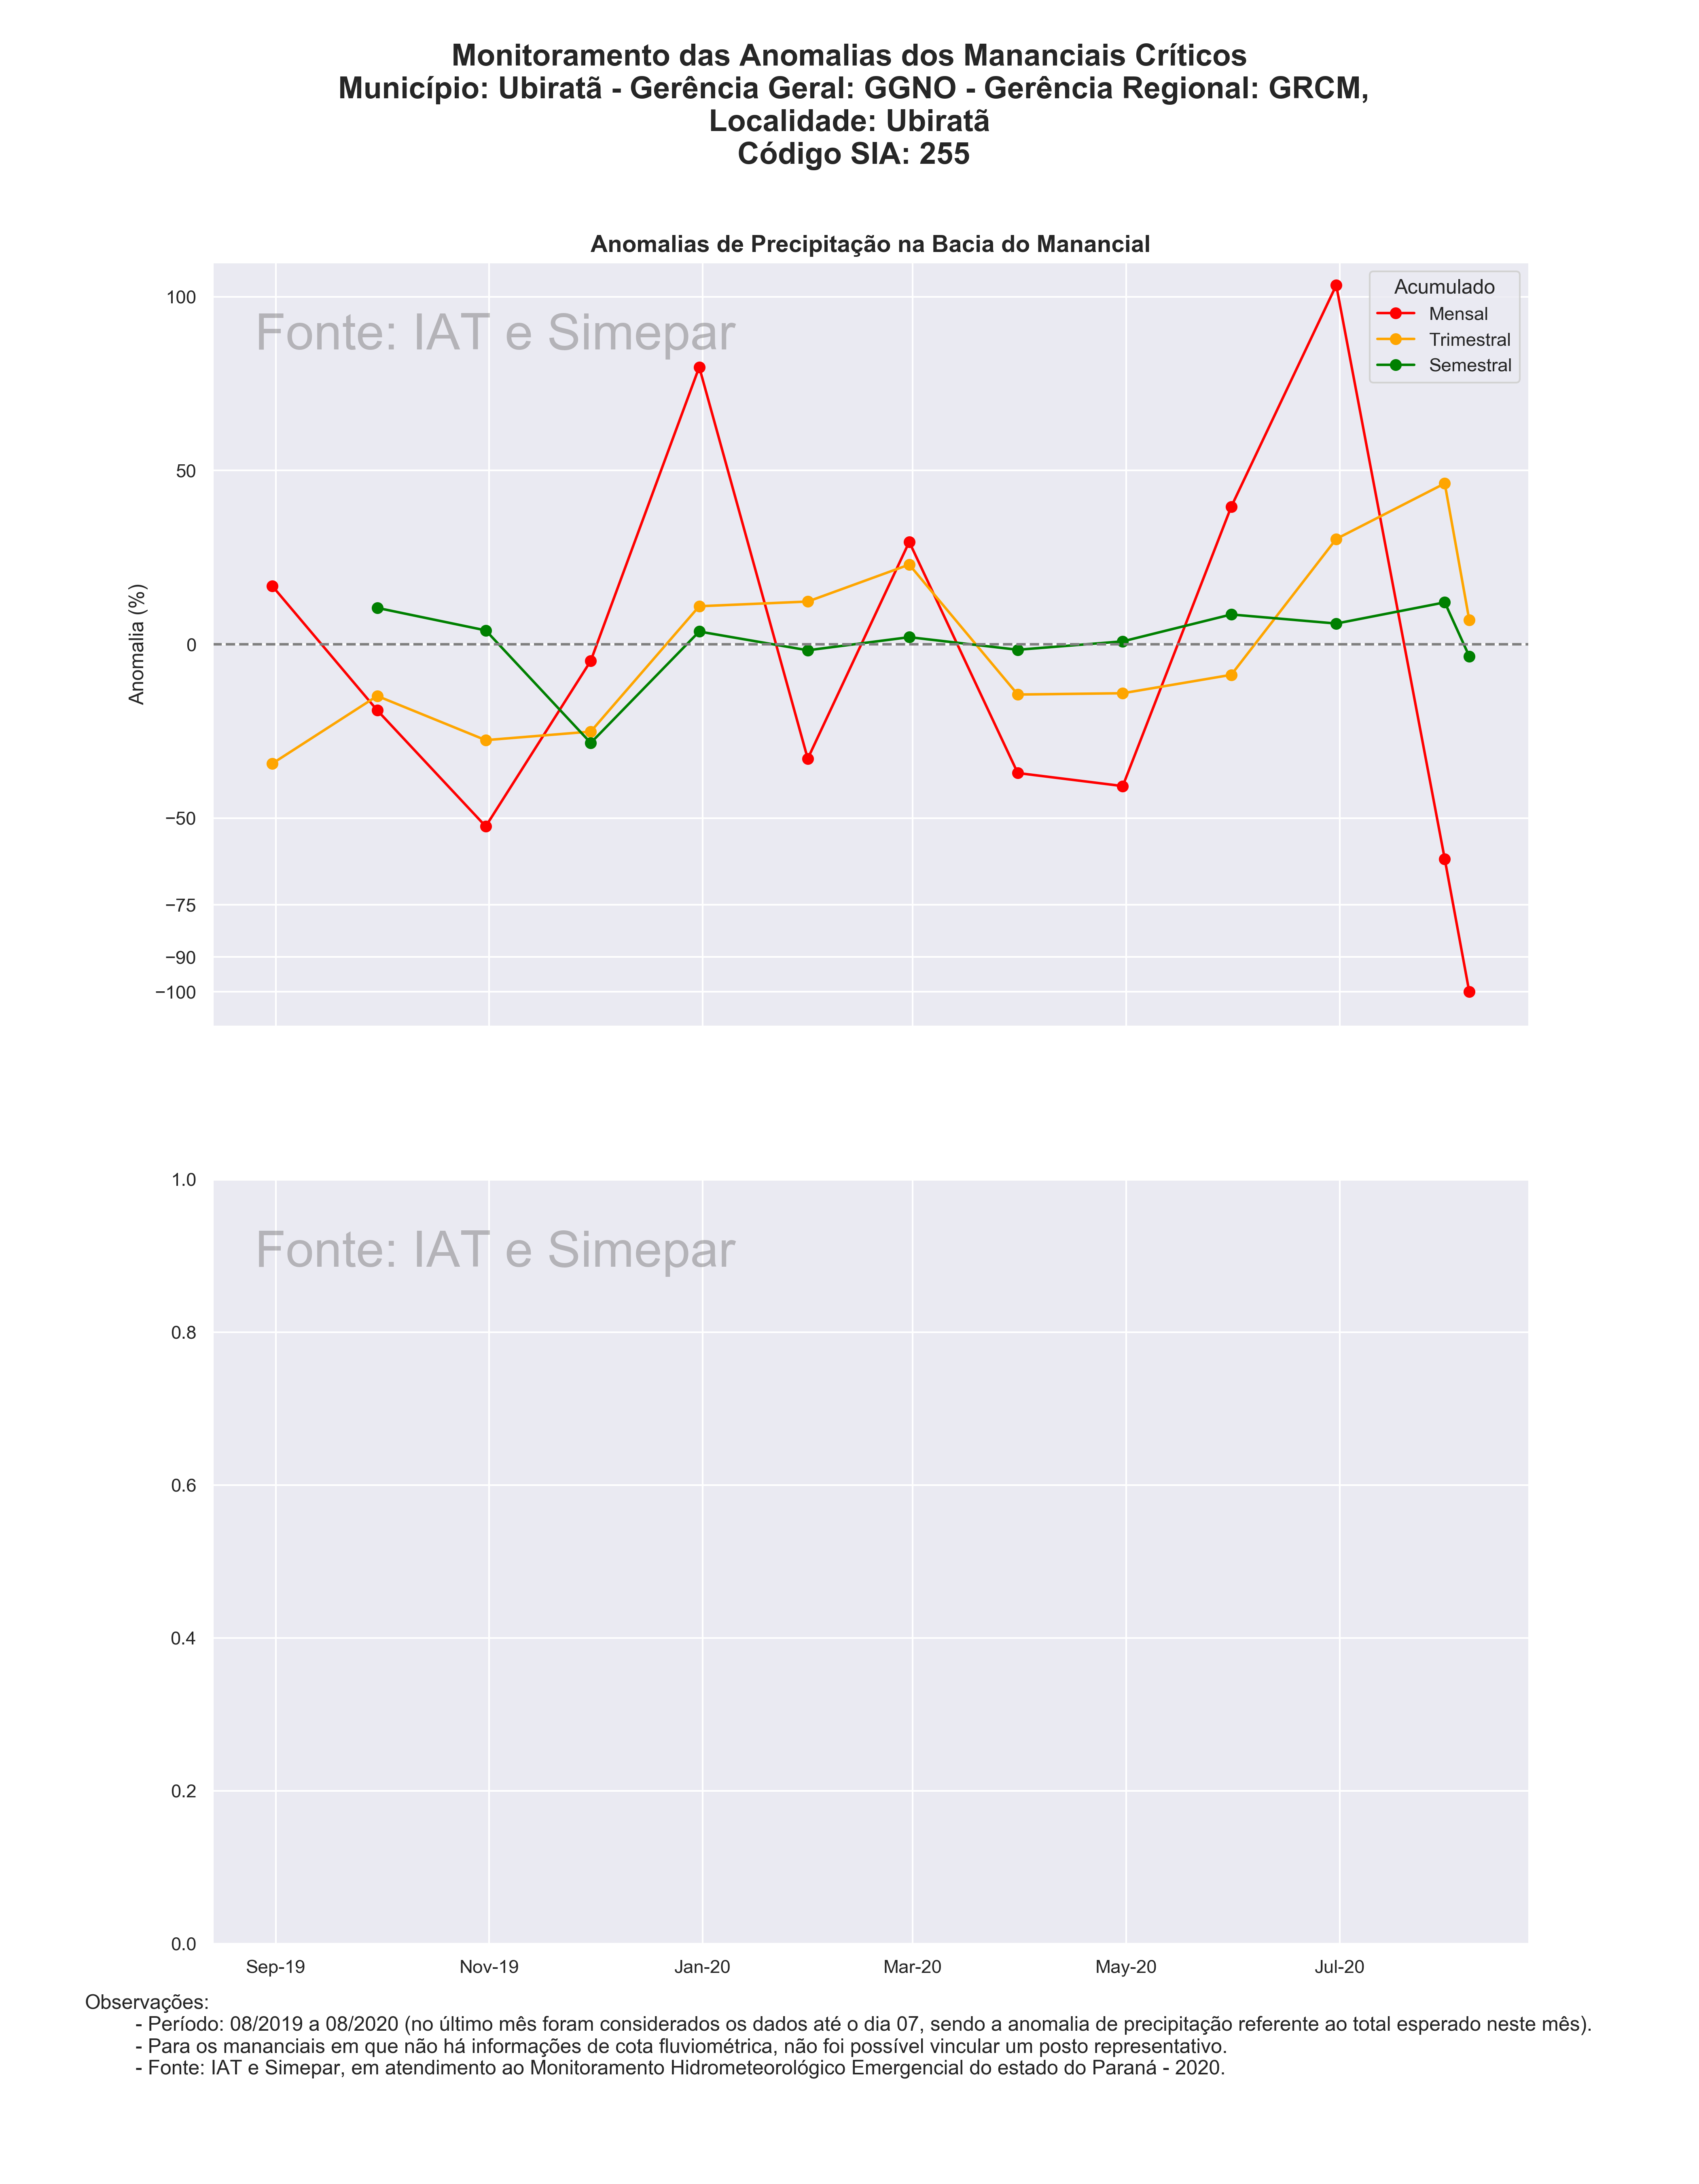 Monitoramento das Anomalias dos Mananciais Críticos
Município: Ubiratã - Gerência Geral: GGNO - Gerência Regional: GRCM,
Localidade: Ubiratã
Código SIA: 255
Anomalias de Precipitação na Bacia do Manancial
Fonte: IAT e Simepar
Acumulado
Mensal
Trimestral
Semestral
Anomalia (%)
100
50
0
−50
−75
−90
−100
Fonte: IAT e Simepar
1.0
0.8
0.6
0.4
0.2
0.0
Sep-19 Nov-19 Jan-20 Mar-20 May-20 Jul-20
Observações:
- Período: 08/2019 a 08/2020 (no último mês foram considerados os dados até o dia 07, sendo a anomalia de precipitação referente ao total esperado neste mês).
- Para os mananciais em que não há informações de cota fluviométrica, não foi possível vincular um posto representativo.
- Fonte: IAT e Simepar, em atendimento ao Monitoramento Hidrometeorológico Emergencial do estado do Paraná - 2020.